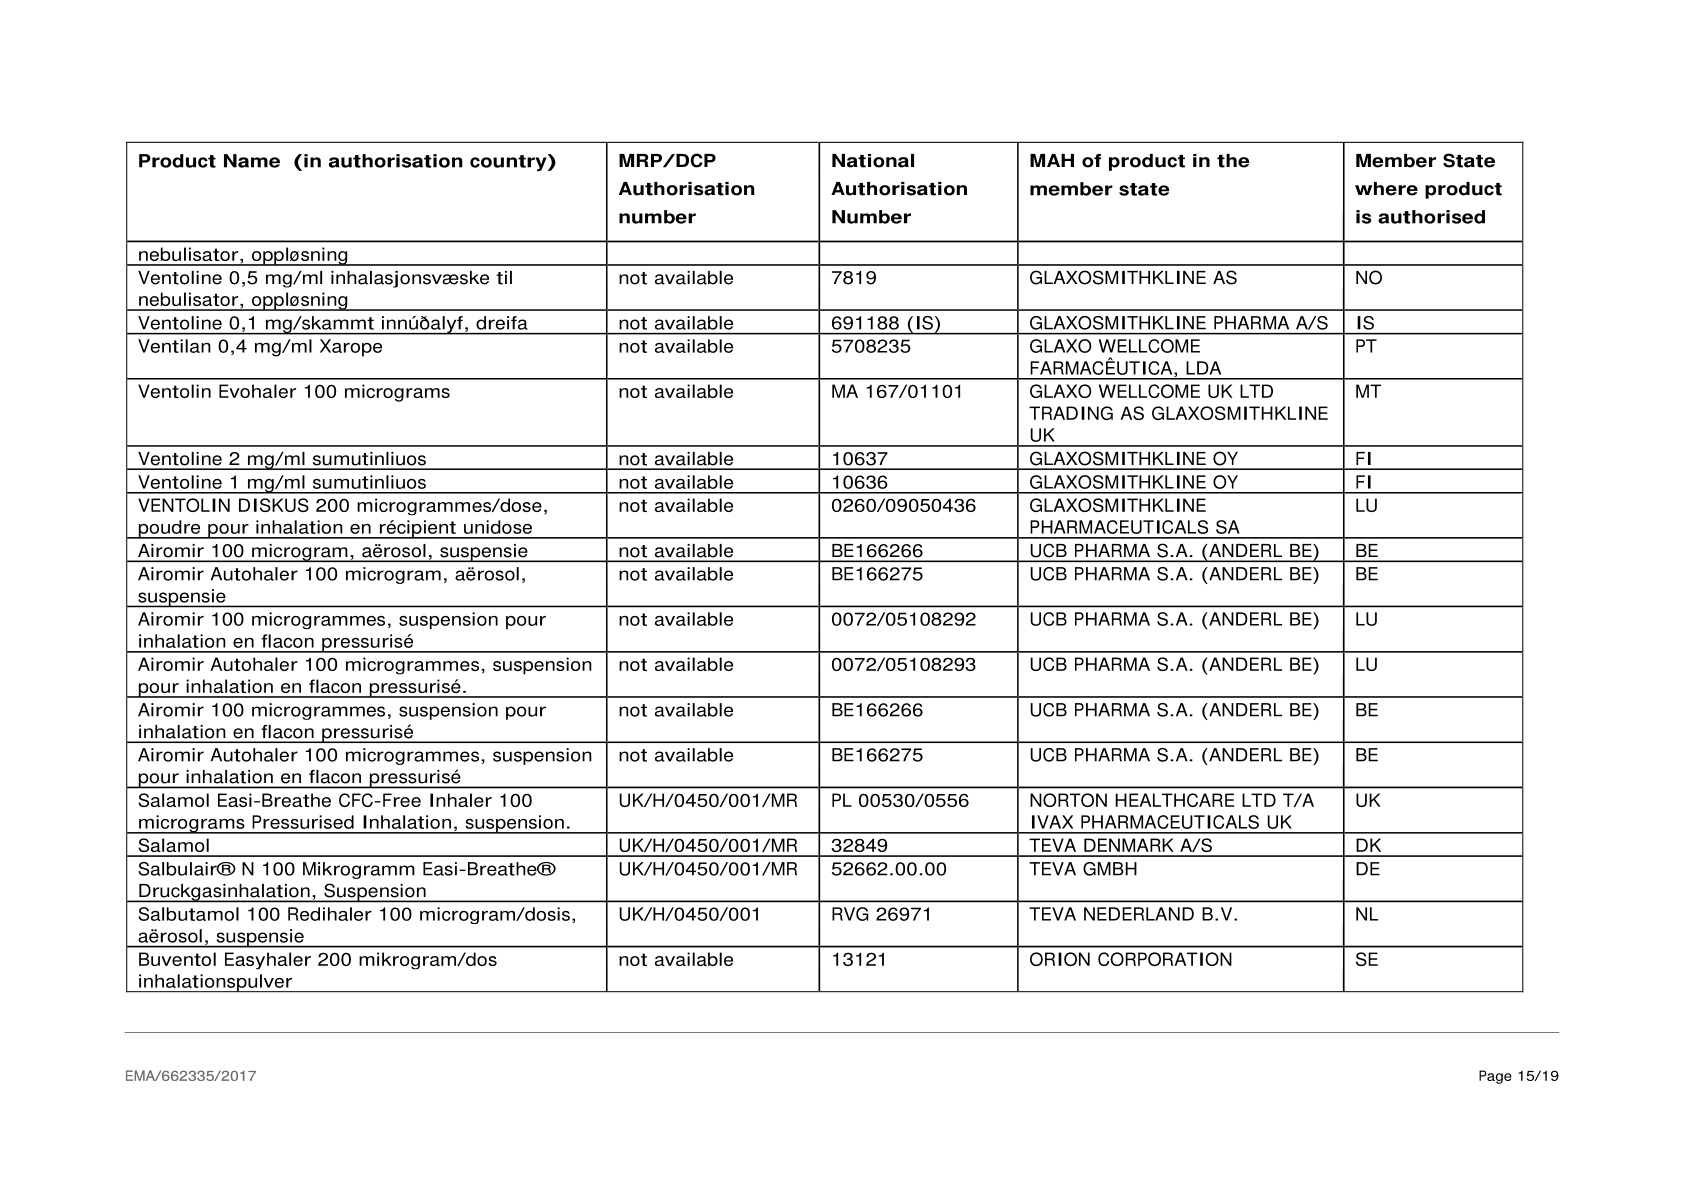 Product Name  (in authorisation country)
MRP/DCP
Authorisation
number
National
Authorisation
Number
MAH of product in the
member state
Member State
where product
is authorised
nebulisator, oppløsning
Ventoline 0,5 mg/ml inhalasjonsvæske til
nebulisator, oppløsning
not available
7819
GLAXOSMITHKLINE AS
NO
Ventoline 0,1 mg/skammt innúðalyf, dreifa
not available
691188 (IS)
GLAXOSMITHKLINE PHARMA A/S
IS
Ventilan 0,4 mg/ml Xarope
not available
5708235
GLAXO WELLCOME
FARMACÊUTICA, LDA
PT
Ventolin Evohaler 100 micrograms
not available
MA 167/01101
GLAXO WELLCOME UK LTD
TRADING AS GLAXOSMITHKLINE
UK
MT
Ventoline 2 mg/ml sumutinliuos
not available
10637
GLAXOSMITHKLINE OY
FI
Ventoline 1 mg/ml sumutinliuos
not available
10636
GLAXOSMITHKLINE OY
FI
VENTOLIN DISKUS 200 microgrammes/dose,
poudre pour inhalation en récipient unidose
not available
0260/09050436
GLAXOSMITHKLINE
PHARMACEUTICALS SA
LU
Airomir 100 microgram, aërosol, suspensie
not available
BE166266
UCB PHARMA S.A. (ANDERL BE)
BE
Airomir Autohaler 100 microgram, aërosol,
suspensie
not available
BE166275
UCB PHARMA S.A. (ANDERL BE)
BE
Airomir 100 microgrammes, suspension pour
inhalation en flacon pressurisé
not available
0072/05108292
UCB PHARMA S.A. (ANDERL BE)
LU
Airomir Autohaler 100 microgrammes, suspension
pour inhalation en flacon pressurisé.
not available
0072/05108293
UCB PHARMA S.A. (ANDERL BE)
LU
Airomir 100 microgrammes, suspension pour
inhalation en flacon pressurisé
not available
BE166266
UCB PHARMA S.A. (ANDERL BE)
BE
Airomir Autohaler 100 microgrammes, suspension
pour inhalation en flacon pressurisé
not available
BE166275
UCB PHARMA S.A. (ANDERL BE)
BE
Salamol Easi-Breathe CFC-Free Inhaler 100
micrograms Pressurised Inhalation, suspension.
UK/H/0450/001/MR
PL 00530/0556
NORTON HEALTHCARE LTD T/A
IVAX PHARMACEUTICALS UK
UK
Salamol
UK/H/0450/001/MR
32849
TEVA DENMARK A/S
DK
Salbulair® N 100 Mikrogramm Easi-Breathe®
Druckgasinhalation, Suspension
UK/H/0450/001/MR
52662.00.00
TEVA GMBH
DE
Salbutamol 100 Redihaler 100 microgram/dosis,
aërosol, suspensie
UK/H/0450/001
RVG 26971
TEVA NEDERLAND B.V.
NL
Buventol Easyhaler 200 mikrogram/dos
inhalationspulver
not available
13121
ORION CORPORATION
SE
EMA/662335/2017
Page 15/19